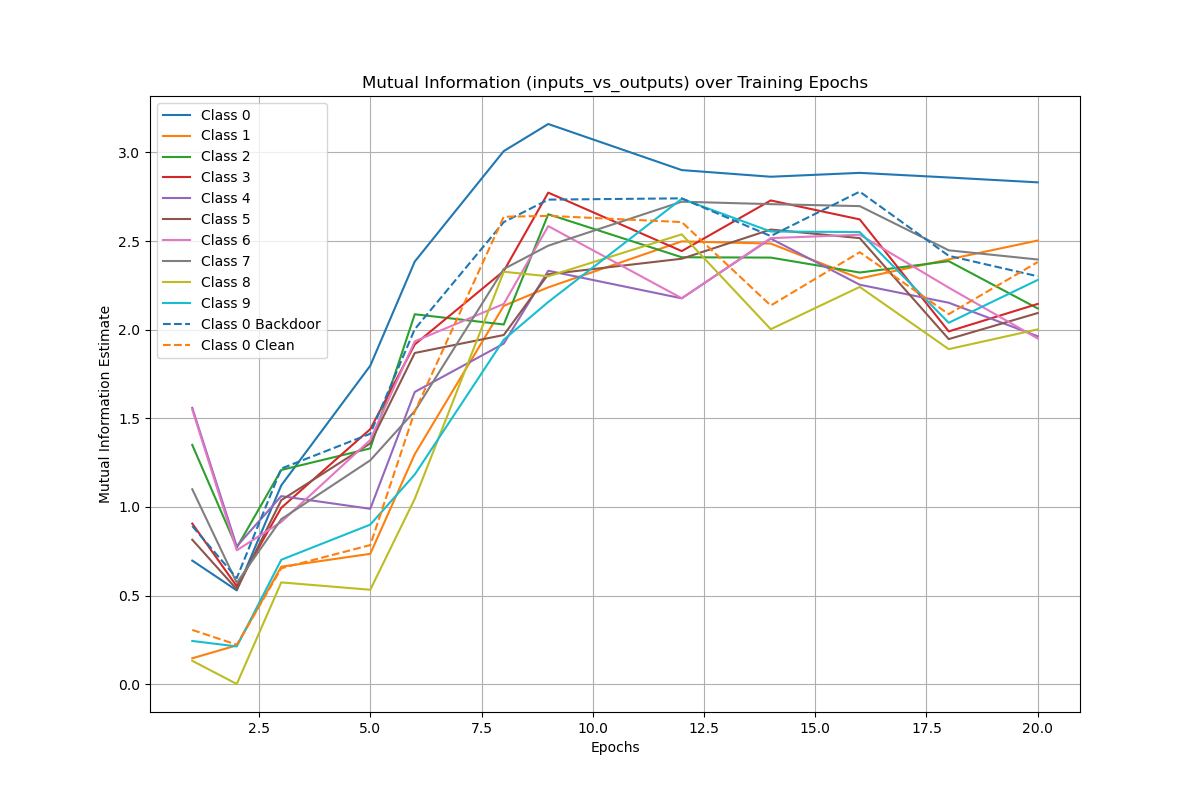 Mutual Information (inputs_vs_outputs) over Training Epochs
Class 0
Class 1
Class 2
Class 3
Class 4
Class 5
Class 6
Class 7
Class 8
Class 9
Class 0 Backdoor
Class 0 Clean
Mutual Information Estimate
3.0
2.5
2.0
1.5
1.0
0.5
0.0
2.5 5.0 7.5 10.0 12.5 15.0 17.5 20.0
Epochs